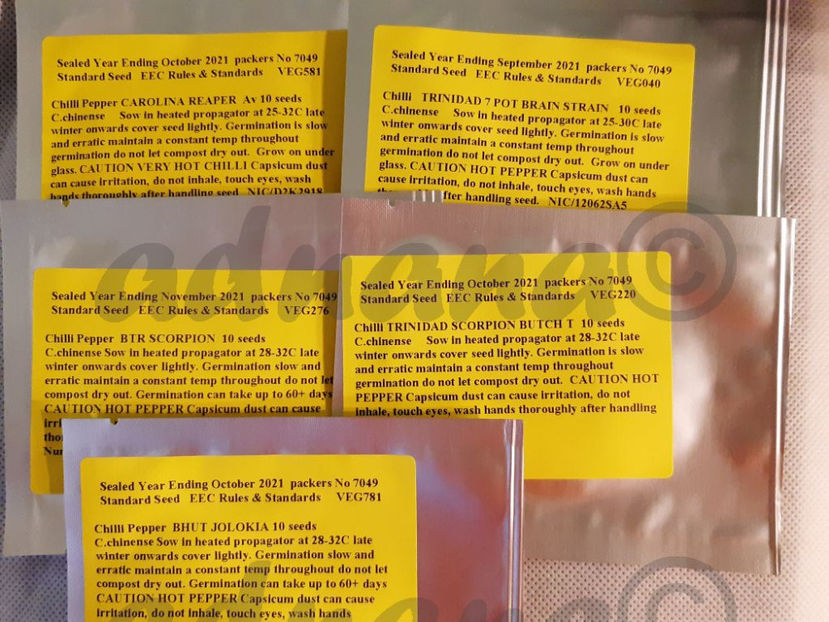 Sealed Year Ending October 2021 packers No 7049
Standard Seed EEC Rules & Standards VEG581
Chilli Pepper CAROLINA REAPER Av 10 seeds
C.chinense Sow in heated propagator at 25-32C late
winter onwards cover seed lightly. Germination is slow
and erratic maintain a constant temp throughout
germination do not let compost dry out. Grow on under
glass. CAUTION VERY HOT CHILLI Capsicum dust
can cause irritation, do not inhale, touch eyes, wash
hands thoroughly after handling seed NIC/D2K2918
Sealed Year Ending September 2021 packers No 7049
Standard Seed EEC Rules & Standards VEG040
Chilli TRINIDAD 7 POT BRAIN STRAIN 10 seeds
C.chinense Sow in heated propagator at 25-30C late
winter onwards cover seed lightly. Germination is slow
and erratic maintain a constant temp throughout
germination do not let compost dry out. Grow on under
glass. CAUTION HOT PEPPER Capsicum dust can
cause irritation, do not inhale, touch eyes, wash hands
after handling seed. NIC/12062SA5
Sealed Year Ending November 2021 packers No 7049
Standard Seed EEC Rules & Standards VEG276
Chilli Pepper BTR SCORPION 10 seeds
C.chinense Sow in heated propagator at 28-32C late
winter onwards cover lightly. Germination slow and
erratic maintain a constant temp throughout do not let
compost dry out. Germination can take up to 60+ days
CAUTION HOT PEPPER Capsicum dust can cause
Sealed Year Ending October 2021 packers No 7049
Standard Seed EEC Rules & Standards VEG220
Chilli TRINIDAD SCORPION BUTCH T 10 seeds
C.chinense Sow in heated propagator at 28-32C late
winter onwards cover seed lightly. Germination is slow
and erratic maintain a constant temp throughout
germination do not let compost dry out. CAUTION HOT
PEPPER Capsicum dust can cause irritation, do not
inhale, touch eyes, wash hands thoroughly after handling
Sealed Year Ending October 2021 packers No 7049
Standard Seed EEC Rules & Standards VEG781
Chilli Pepper BHUT JOLOKIA 10 seeds
C.chinense Sow in heated propagator at 28-32C late
winter onwards cover lightly. Germination slow and
erratic maintain a constant temp throughout do not let
compost dry out. Germination can take up to 60+ days
CAUTION HOT PEPPER Capsicum dust can cause
irritation, do not inhale, touch eyes, wash hands
adnana©
adnana©